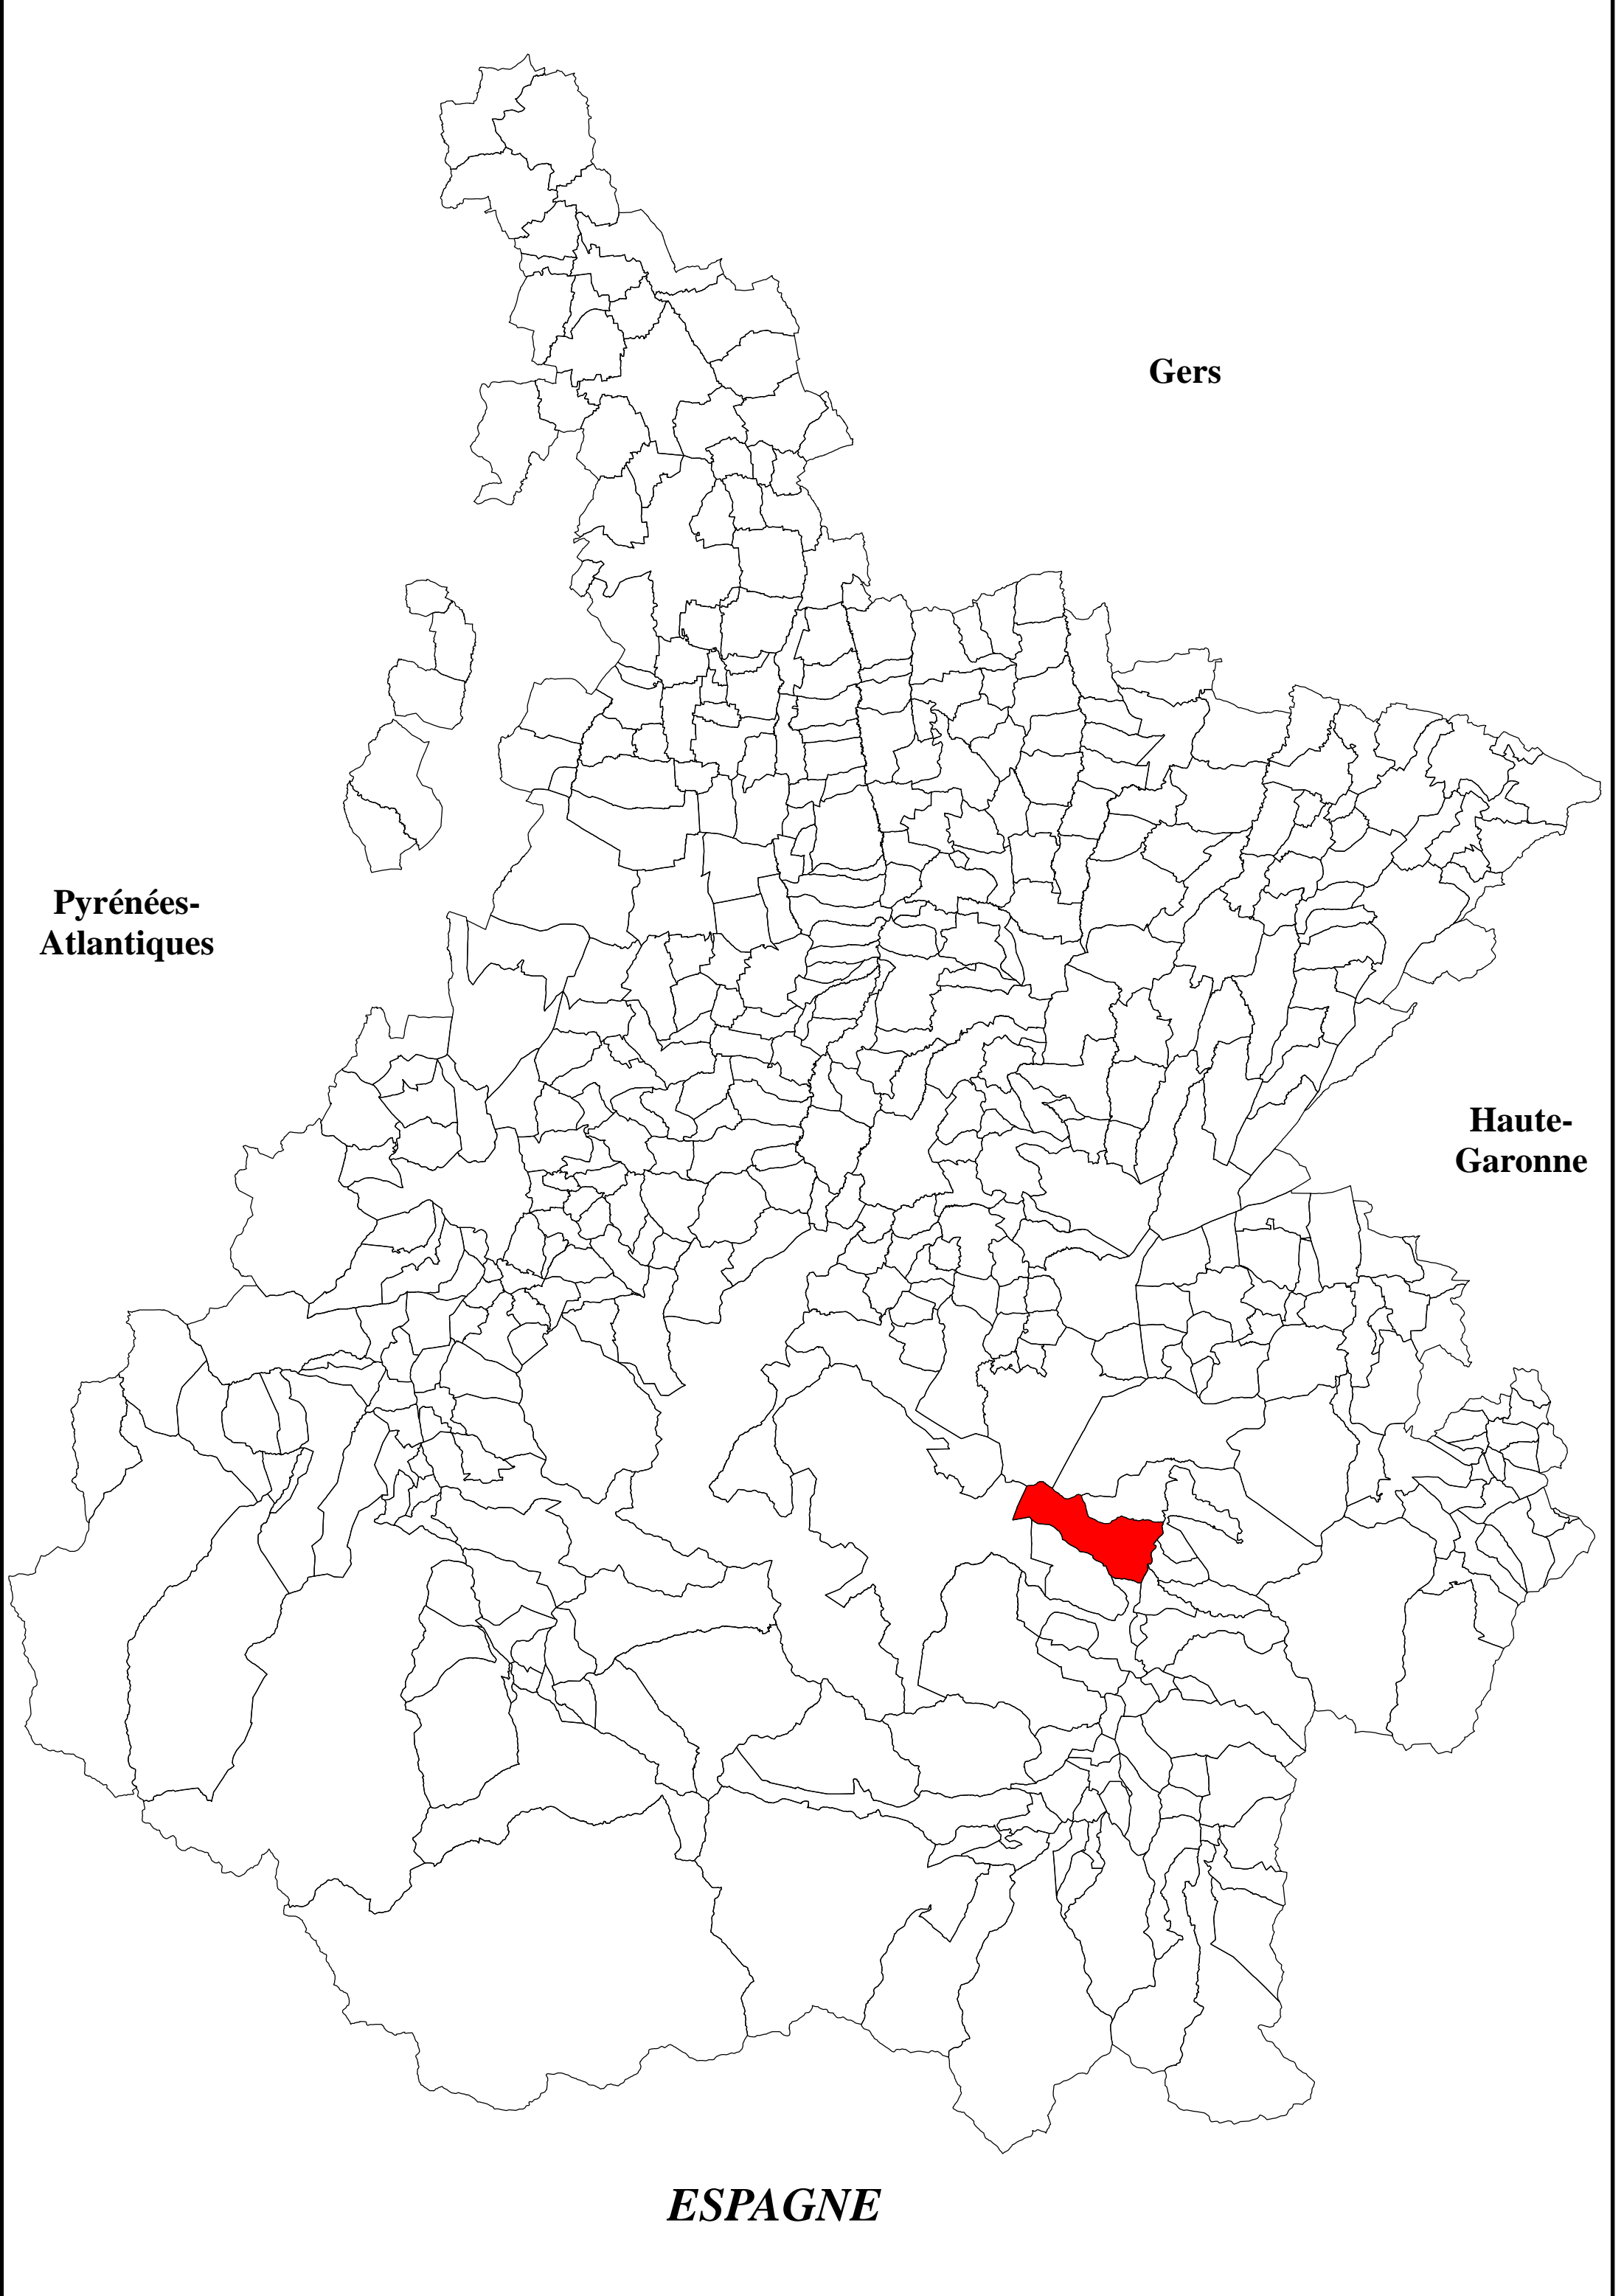 Gers
Pyrénées-
Atlantiques
Haute-
Garonne
ESPAGNE